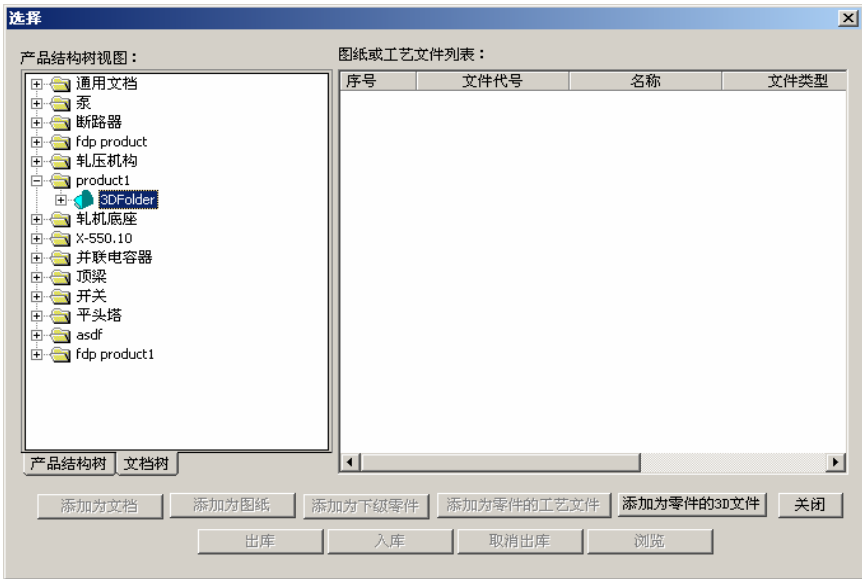 选择
产品结构树视图：
图纸或工艺文件列表：
序号 文件代号 名称 文件类型
通用文档
泵
断路器
fdp product
轧压机构
product1
3DFolder
轧机底座
X-550.10
并联电容器
顶梁
开关
平头塔
asdf
fdp product1
产品结构树 文档树
添加为文档 添加为图纸 添加为下级零件 添加为零件的工艺文件 添加为零件的3D文件 关闭
出库 入库 取消出库 浏览